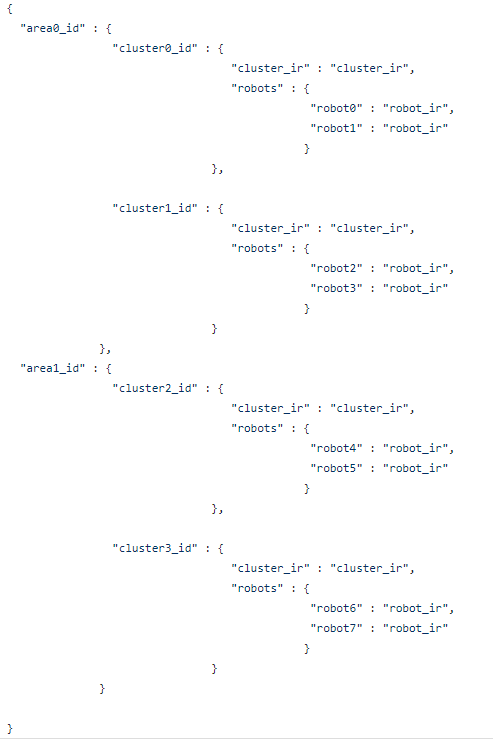 {
"area0_id" : {
"cluster0_id" : {
"cluster_ir" : "cluster_ir",
"robots" : {
"robot0" : "robot_ir",
"robot1" : "robot_ir"
}
},
"cluster1_id" : {
"cluster_ir" : "cluster_ir",
"robots" : {
"robot2" : "robot_ir",
"robot3" : "robot_ir"
}
}
},
"area1_id" : {
"cluster2_id" : {
"cluster_ir" : "cluster_ir",
"robots" : {
"robot4" : "robot_ir",
"robot5" : "robot_ir"
}
},
"cluster3_id" : {
"cluster_ir" : "cluster_ir",
"robots" : {
"robot6" : "robot_ir",
"robot7" : "robot_ir"
}
}
}
}